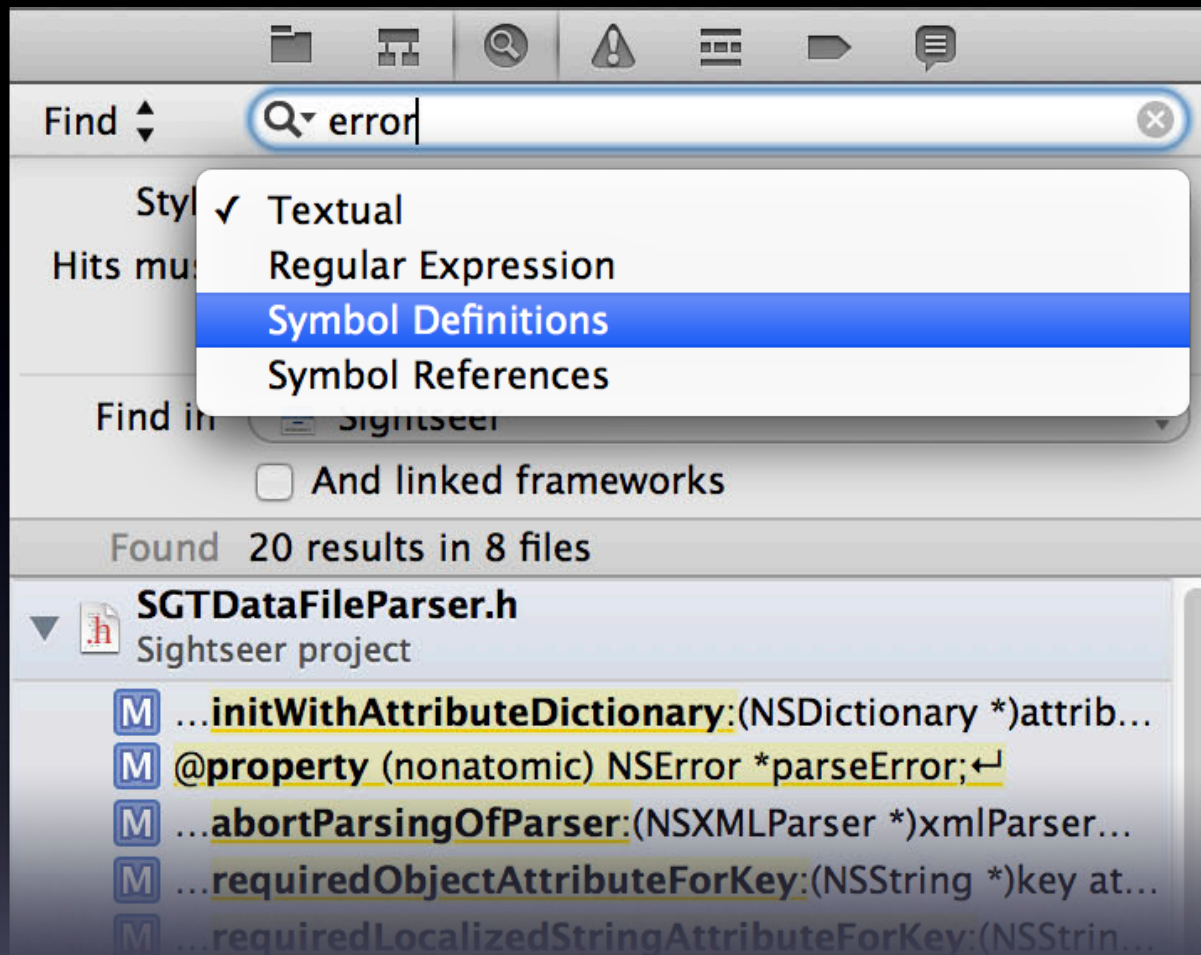 Find
error
Styl
✓ Textual
Hits mus
Regular Expression
Symbol Definitions
Symbol References
Find in
Sightseer
And linked frameworks
Found 20 results in 8 files
.h
SGTDataFileParser.h
Sightseer project
M …initWithAttributeDictionary:(NSDictionary *)attrib…
M @property (nonatomic) NSError *parseError;↵
M …abortParsingOfParser:(NSXMLParser *)xmlParser…
M …requiredObjectAttributeForKey:(NSString *)key at…
M …requiredLocalizedStringAttributeForKey:(NSStrin…